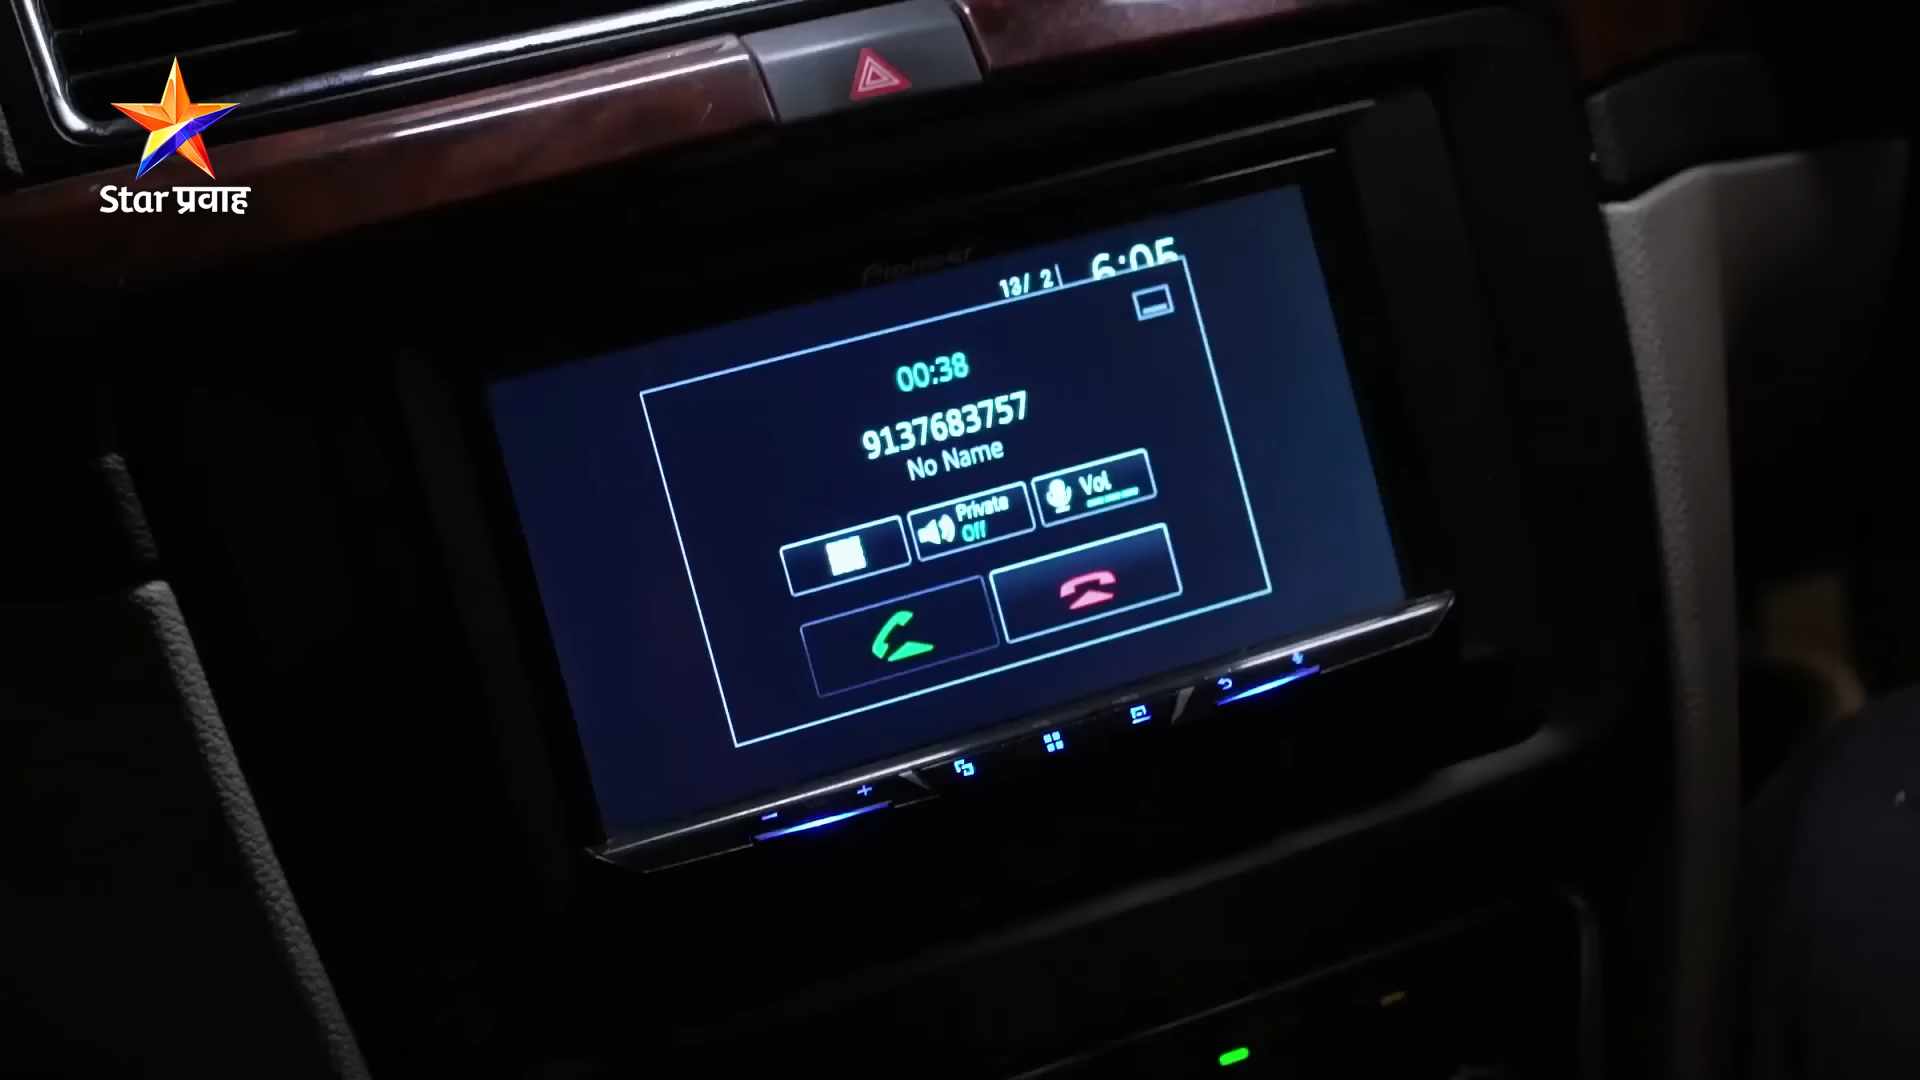 Star प्रवाह
Pioneer
13/ 2
6:05
00:38
9137683757
No Name
Private
Off
Vol